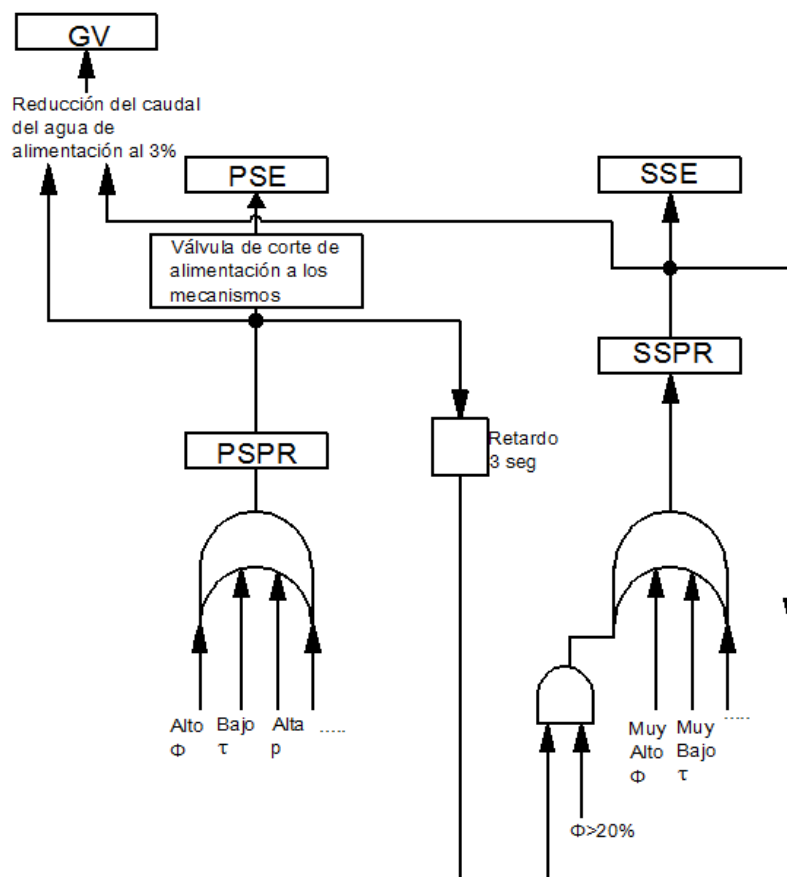 GV
Reducción del caudal
del agua de
alimentación al 3%
PSE
SSE
Válvula de corte de
alimentación a los
mecanismos
SSPR
PSPR
Retardo
3 seg
Alto
Φ
Bajo
τ
Alta
p
.....
Muy
Alto
Φ
Muy
Bajo
τ
.....
Φ>20%